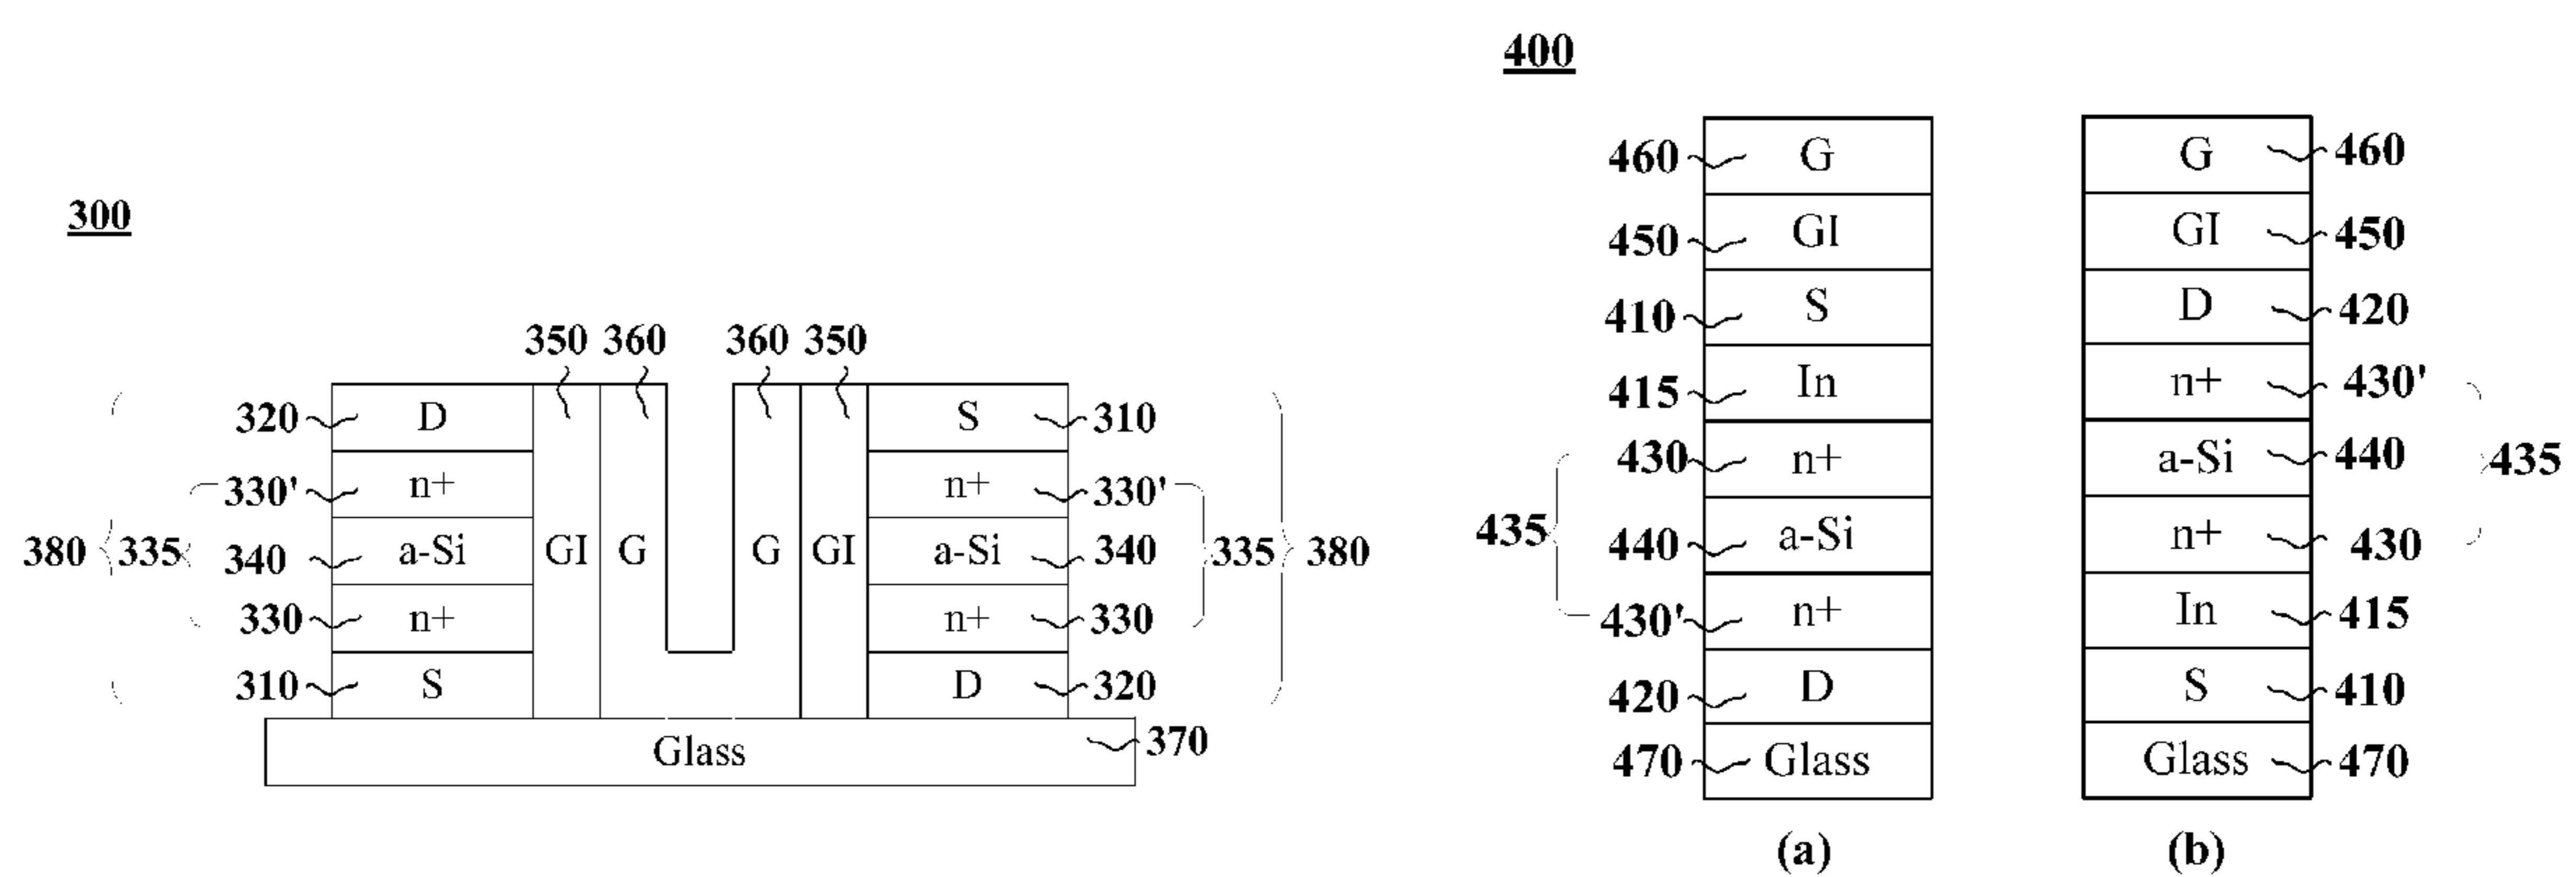 300
350 360 360 350
320 D S 310
330' n+ n+ 330'
380 335 340 a-Si GI G G GI a-Si 340 335 380
330 n+ n+ 330
310 S D 320
Glass 370
400
460 G G 460
450 GI GI 450
410 S D 420
415 In n+ 430'
430 n+ a-Si 440 435
435 440 a-Si n+ 430
430' n+ In 415
420 D S 410
470 Glass Glass 470
(a) (b)